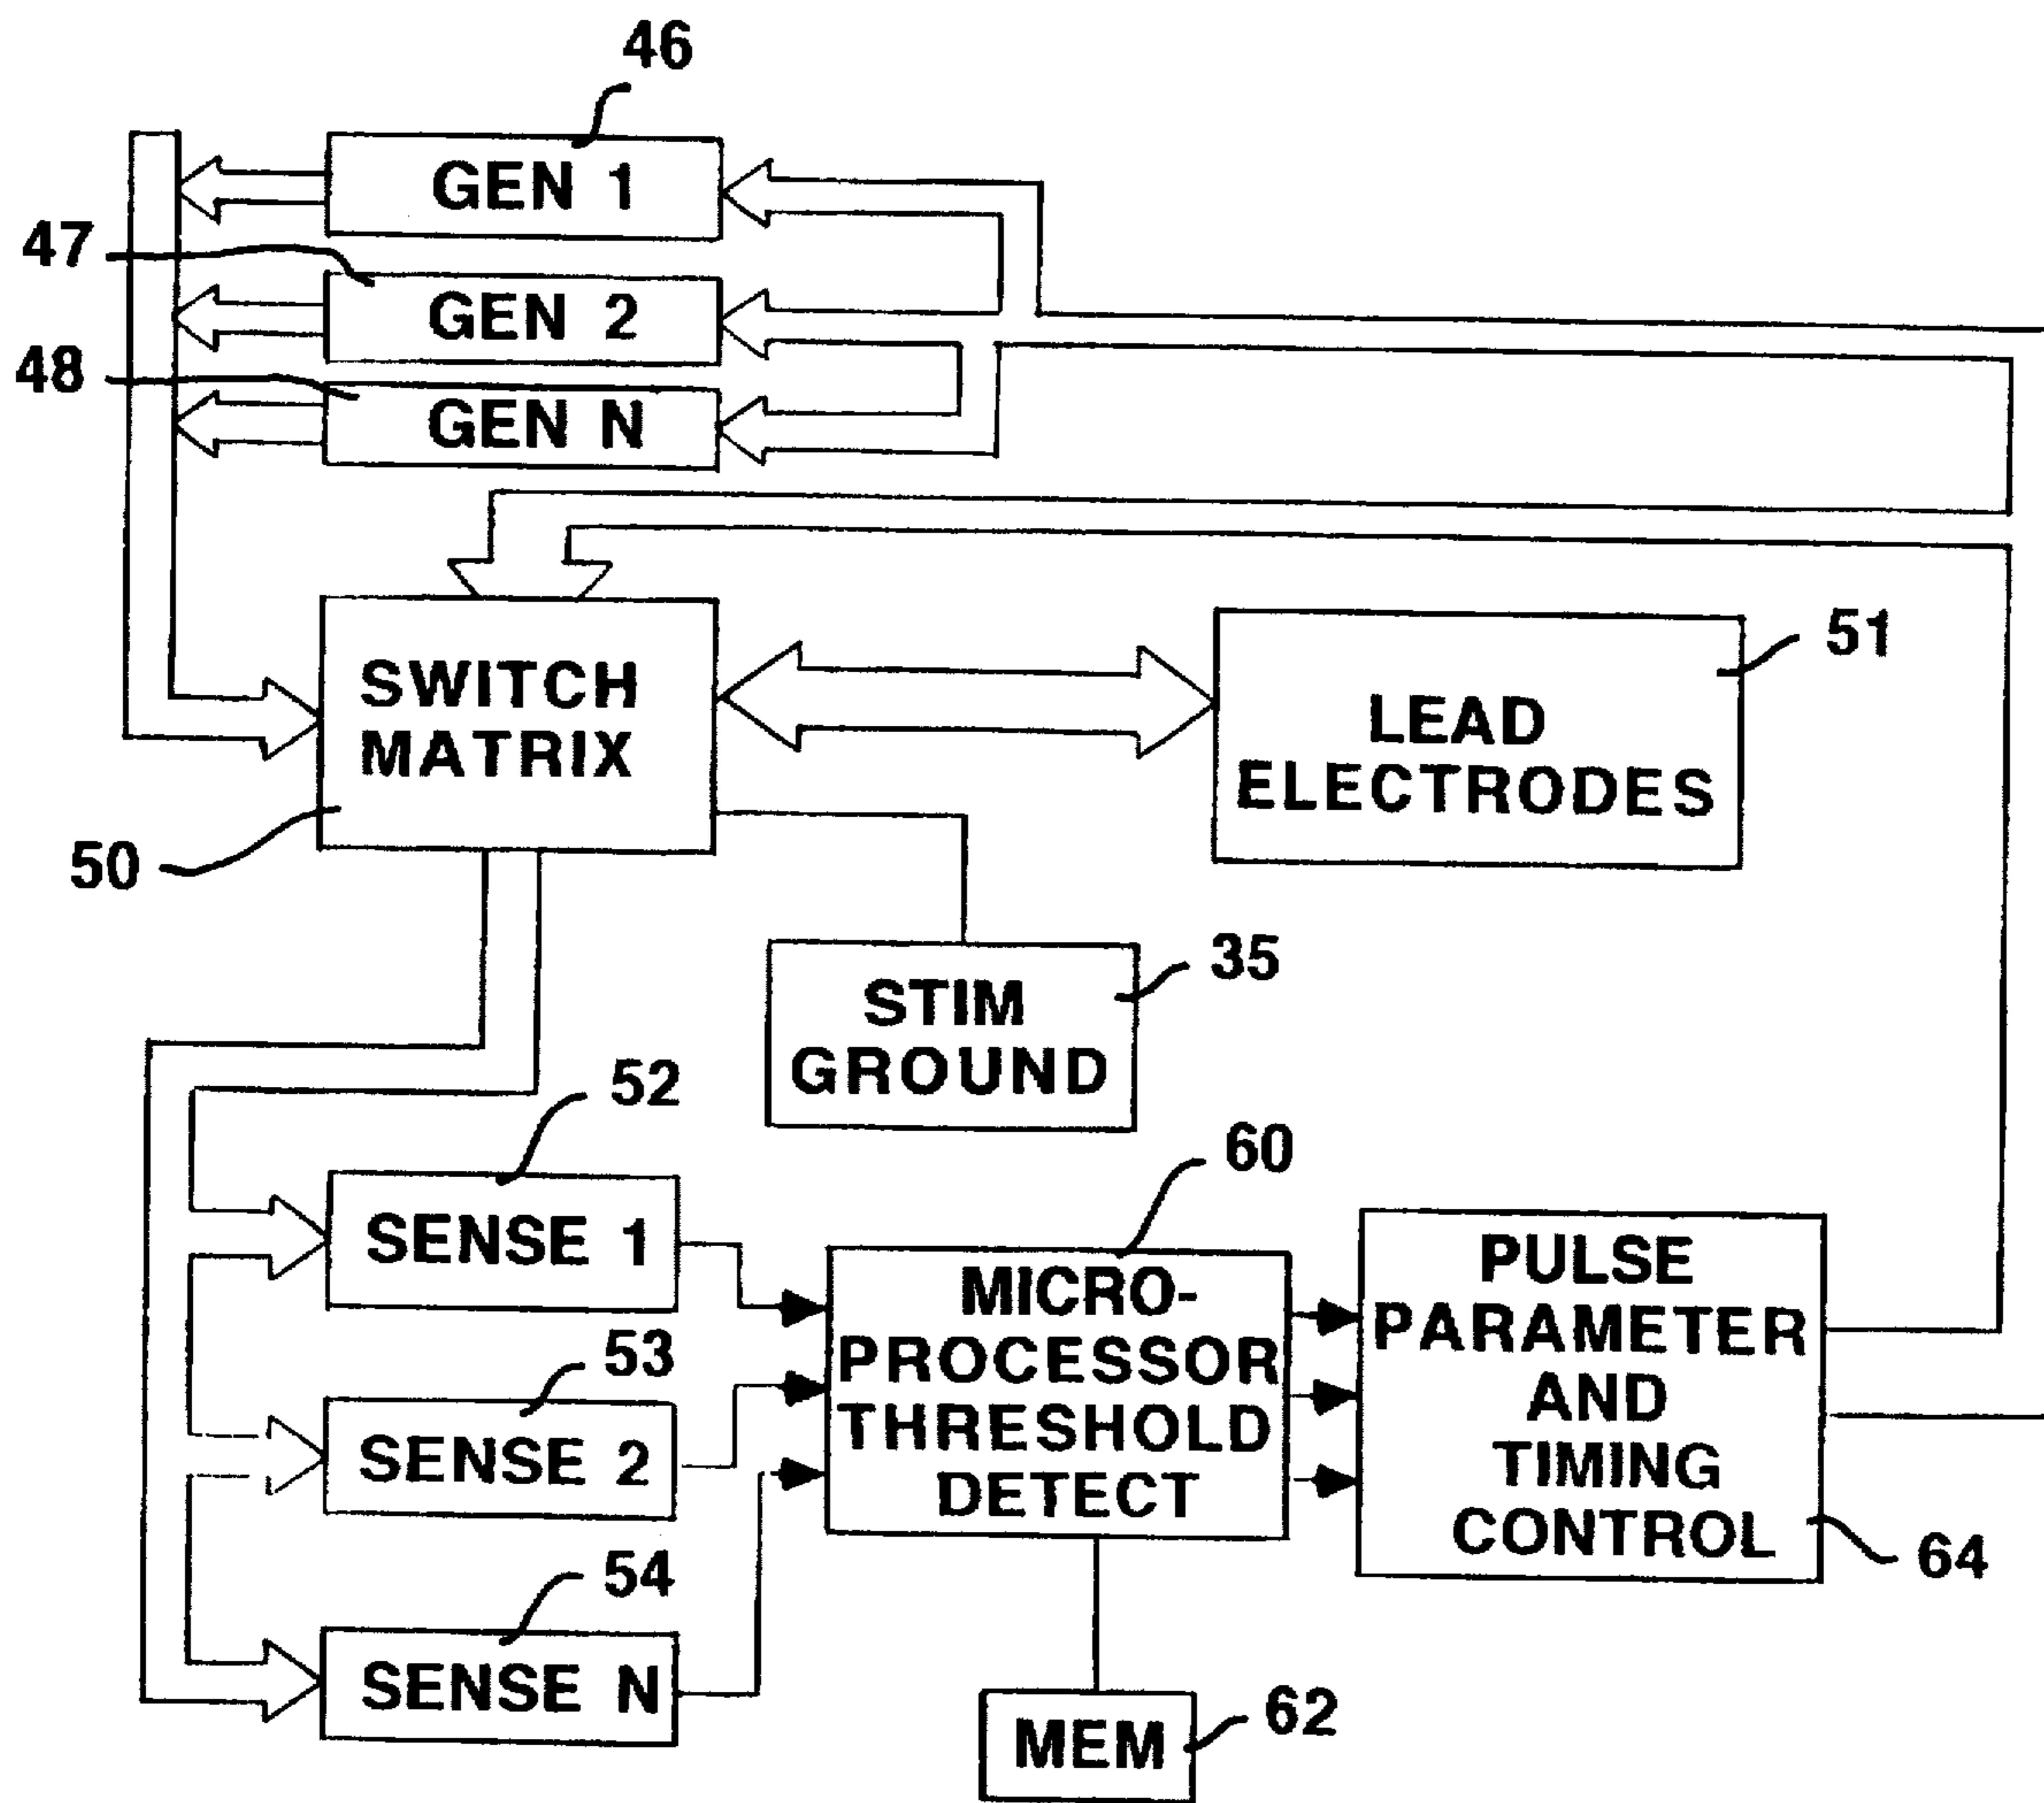 46
GEN 1
47
GEN 2
48
GEN N
SWITCH
MATRIX
50
LEAD
ELECTRODES
51
STIM
GROUND
35
52
SENSE 1
53
SENSE 2
54
SENSE N
60
MICRO-
PROCESSOR
THRESHOLD
DETECT
PULSE
PARAMETER
AND
TIMING
CONTROL
64
MEM
62